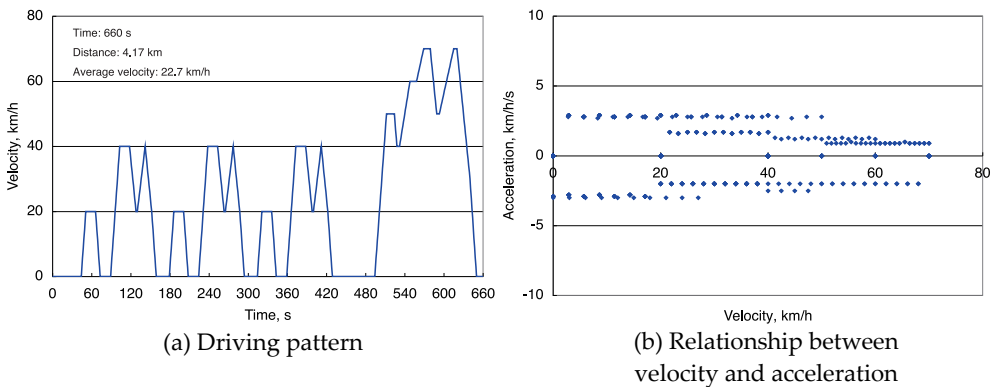 80
60
40
20
0
Velocity, km/h
Time: 660 s
Distance: 4.17 km
Average velocity: 22.7 km/h
0 60 120 180 240 300 360 420 480 540 600 660
Time, s
(a) Driving pattern
10
5
0
-5
-10
Acceleration, km/h/s
20 40 60 80
Velocity, km/h
(b) Relationship between
velocity and acceleration